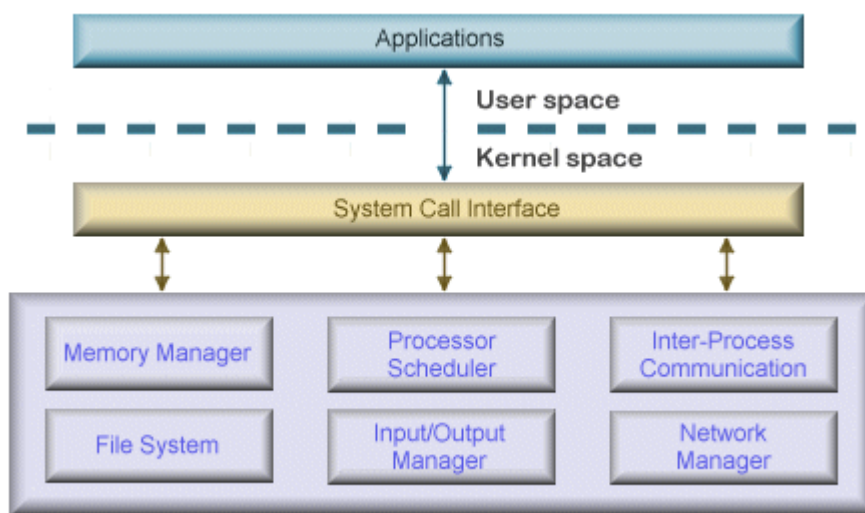 Applications
User space
Kernel space
System Call Interface
Memory Manager
Processor
Scheduler
Inter-Process
Communication
File System
Input/Output
Manager
Network
Manager